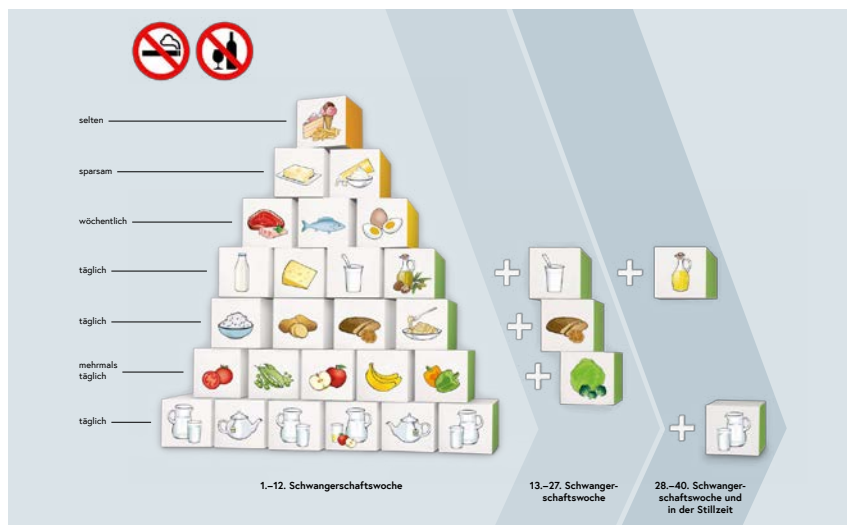 selten
sparsam
wöchentlich
täglich
täglich
mehrmals
täglich
täglich
1.–12. Schwangerschaftswoche
13.–27. Schwanger-
schaftswoche
28.–40. Schwanger-
schaftswoche und
in der Stillzeit